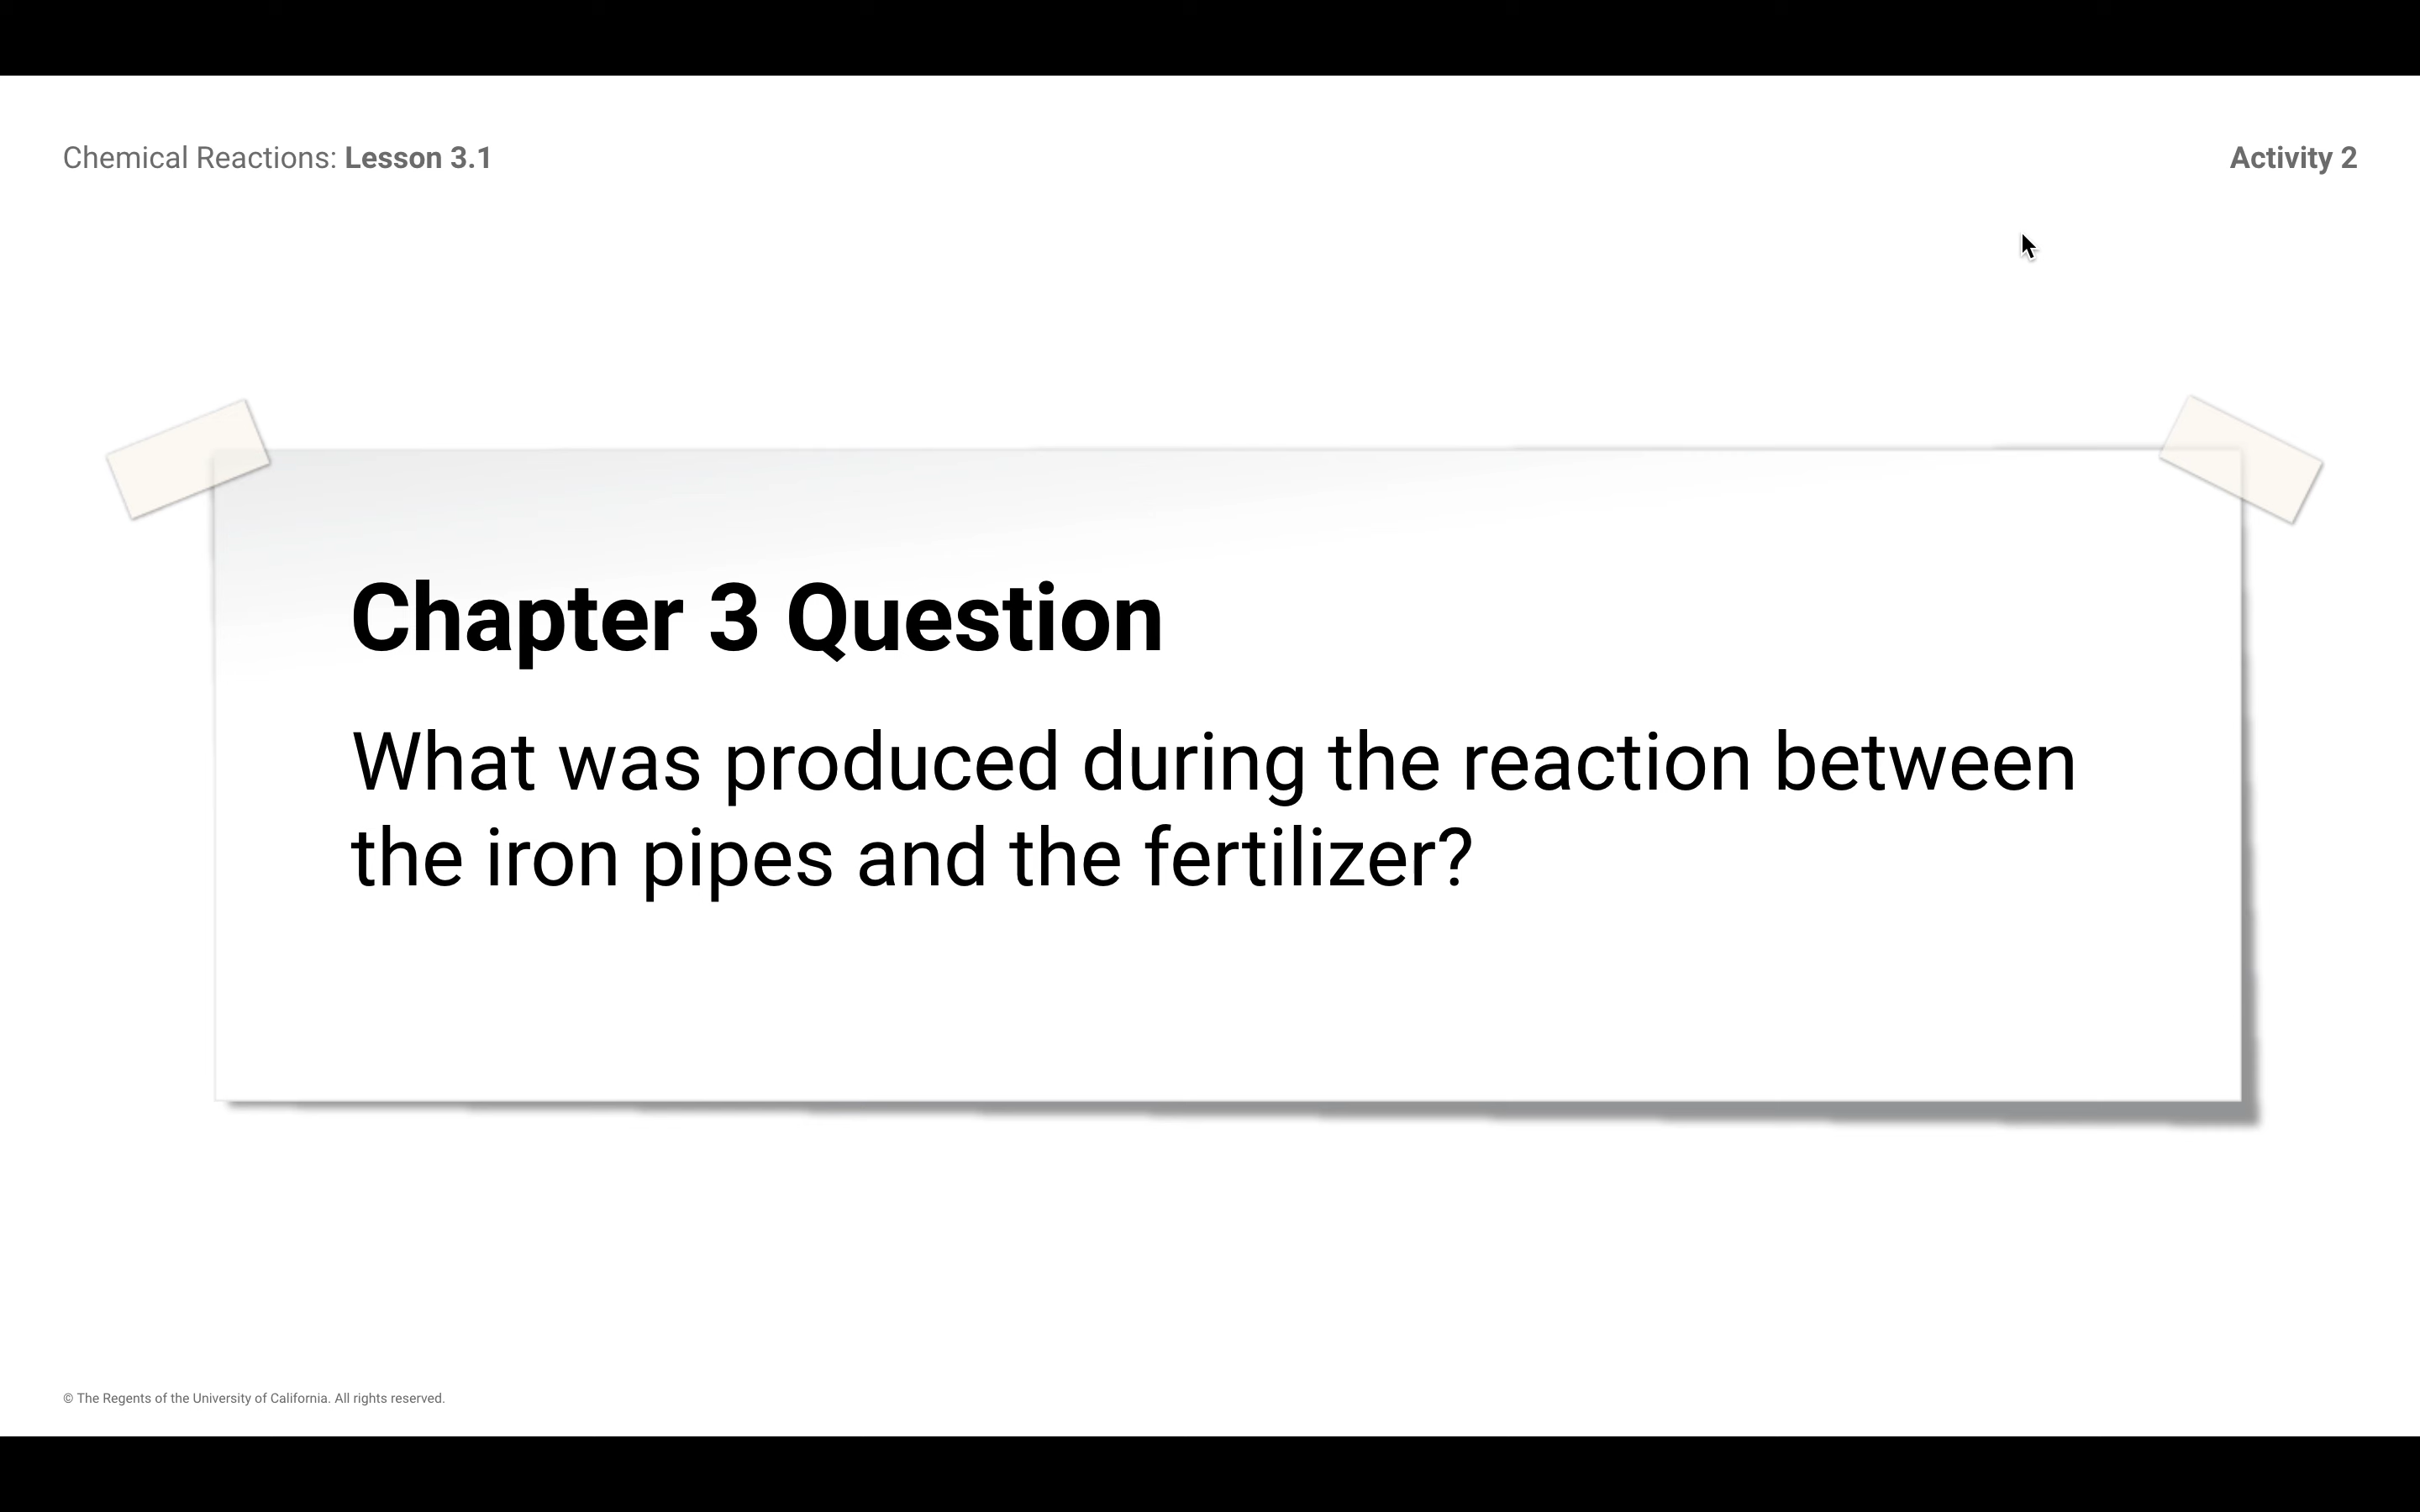 Chemical Reactions: Lesson 3.1
Activity 2
Chapter 3 Question
What was produced during the reaction between
the iron pipes and the fertilizer?
© The Regents of the University of California. All rights reserved.